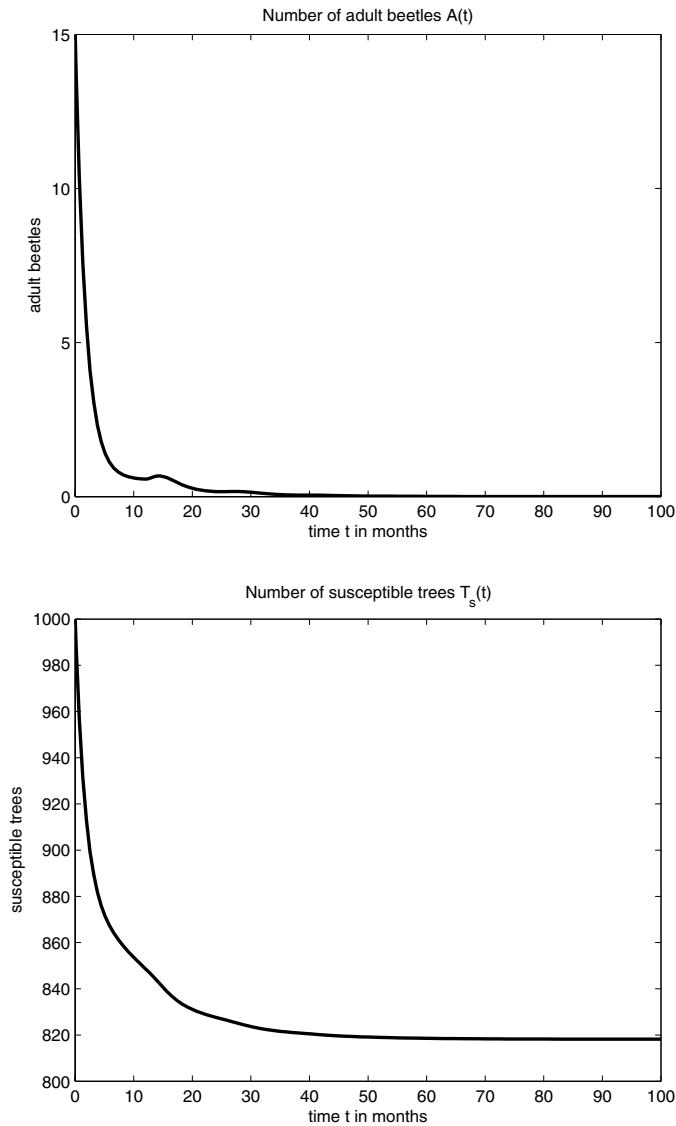 Number of adult beetles A(t)
15
10
5
0
adult beetles
0 10 20 30 40 50 60 70 80 90 100
time t in months
Number of susceptible trees T_s(t)
1000
980
960
940
920
900
880
860
840
820
800
susceptible trees
0 10 20 30 40 50 60 70 80 90 100
time t in months